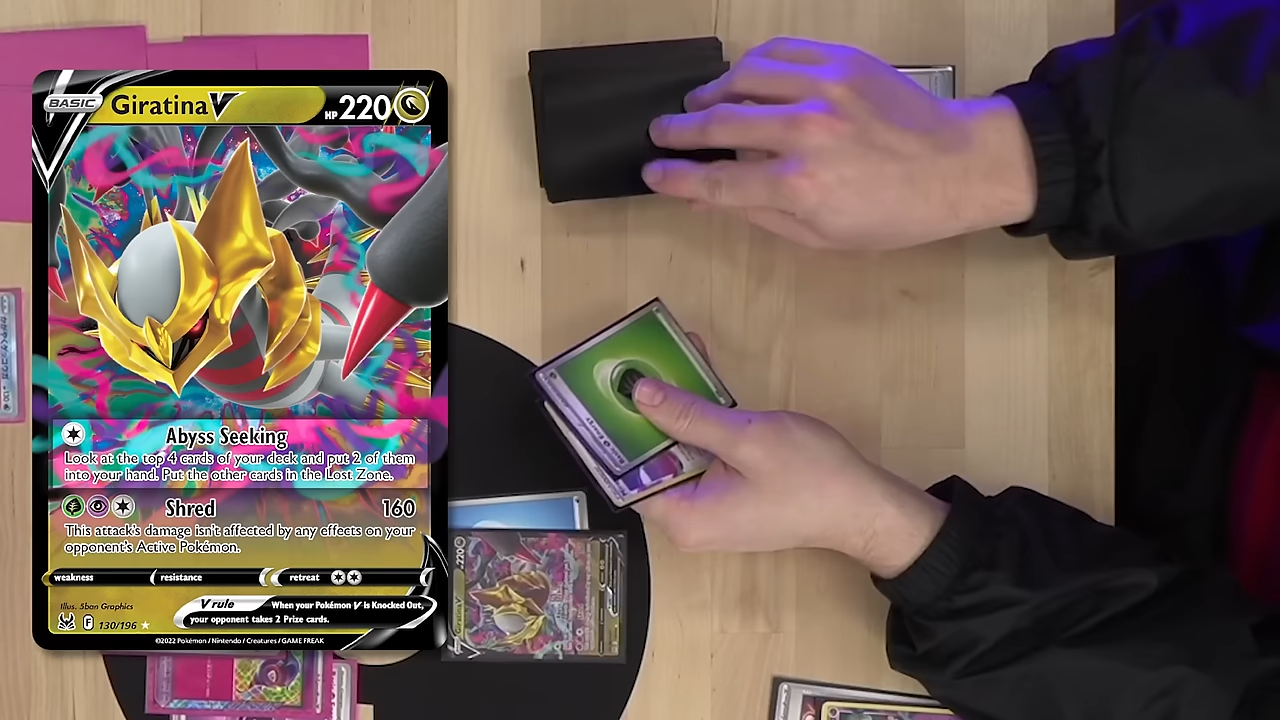 BASIC
Giratina V
HP 220
Abyss Seeking
Look at the top 4 cards of your deck and put 2 of them
into your hand. Put the other cards in the Lost Zone.
Shred 160
This attack's damage isn't affected by any effects on your
opponent's Active Pokémon.
weakness resistance retreat
Illus. 5ban Graphics
F 130/196
V rule When your Pokémon V is Knocked Out,
your opponent takes 2 Prize cards.
©2022 Pokémon / Nintendo / Creatures / GAME FREAK
220
Giratina V